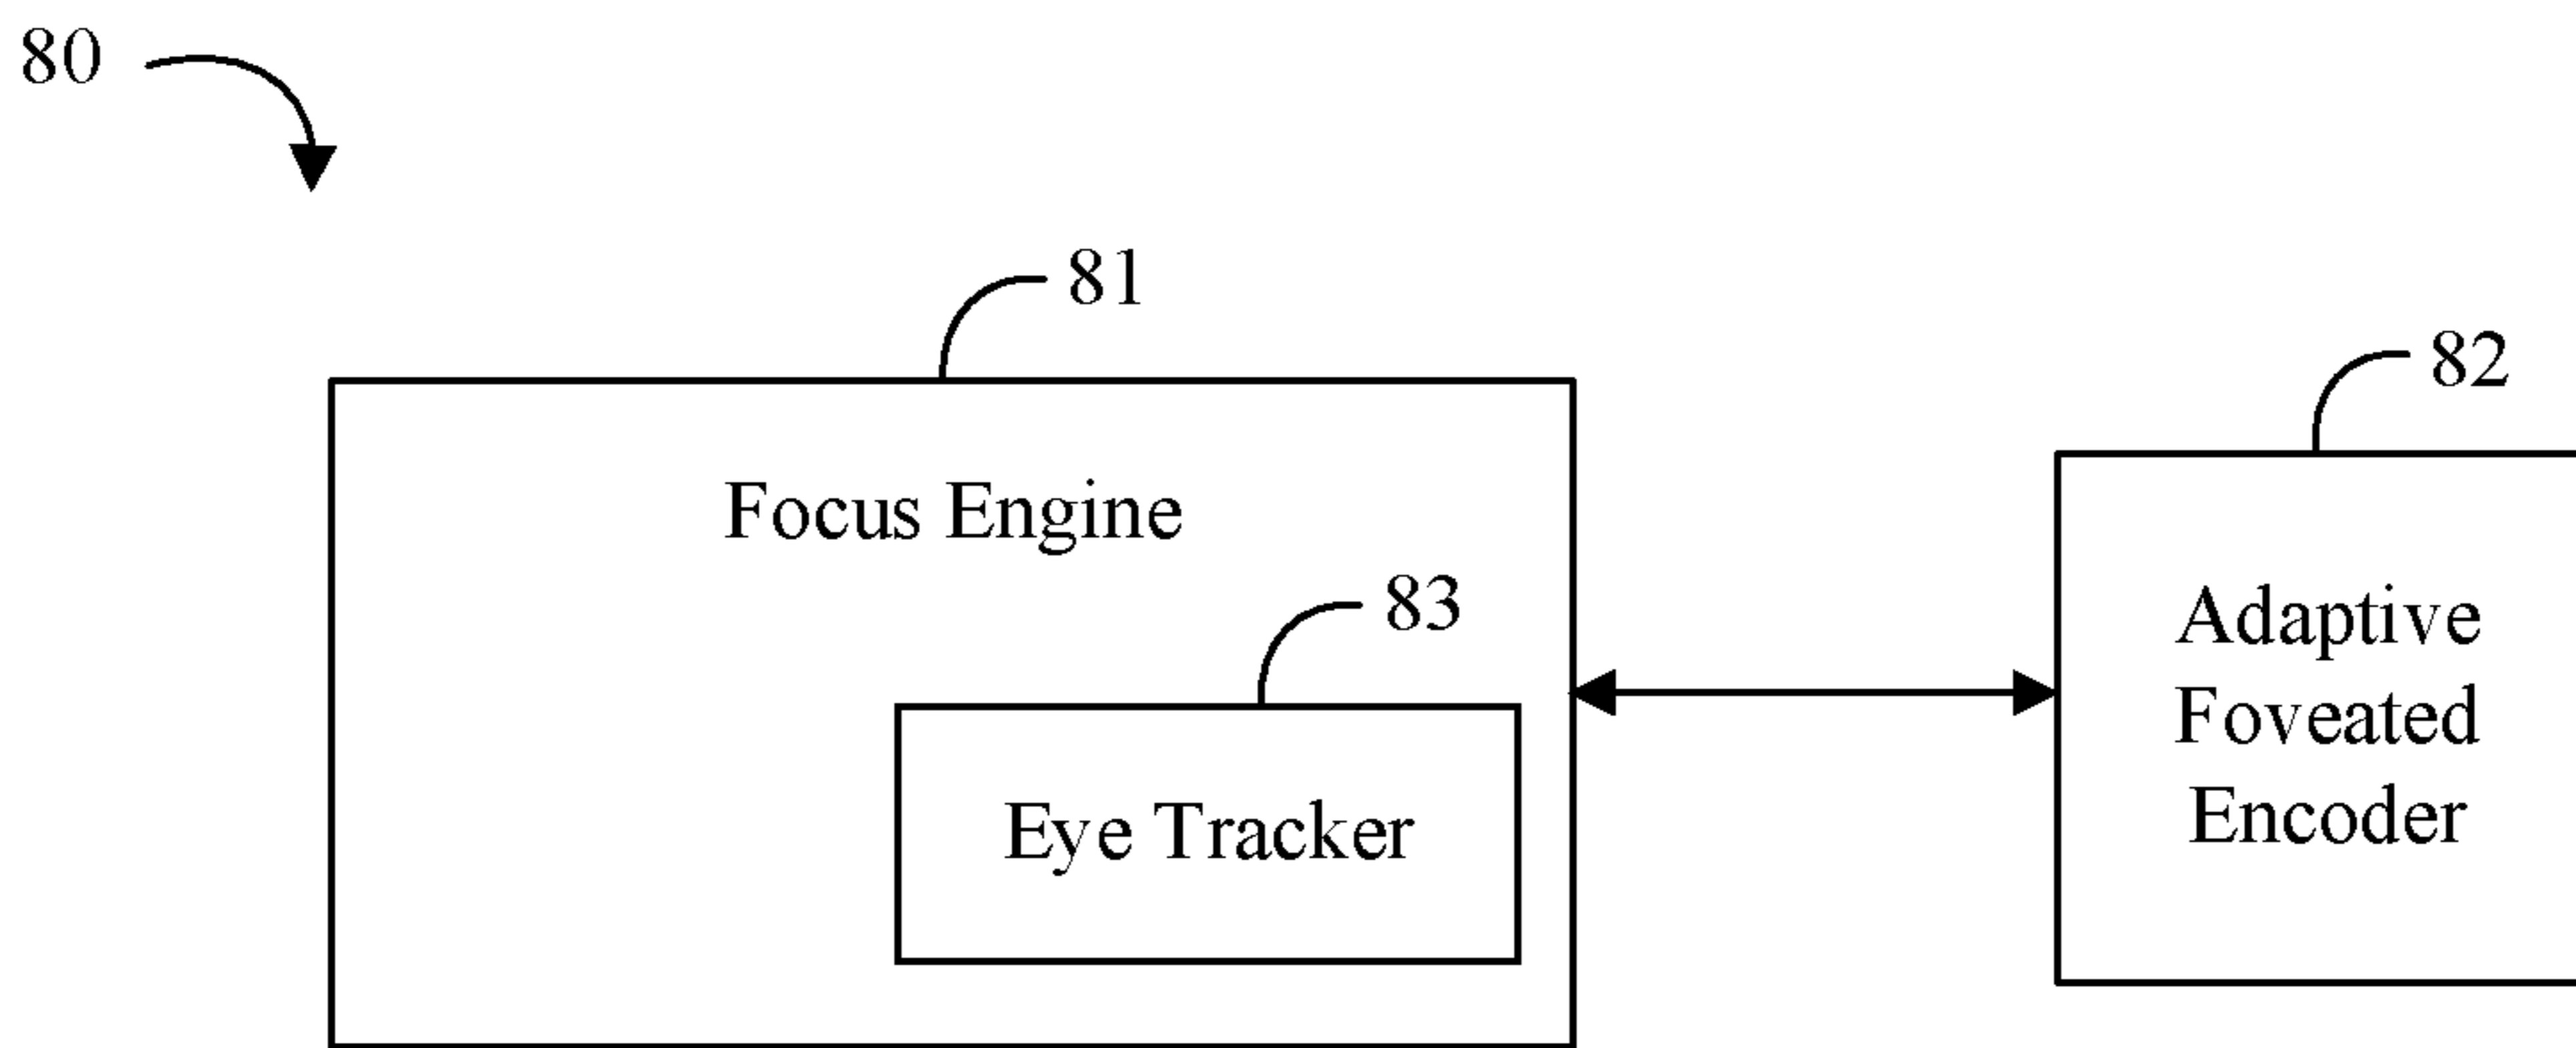 80
81
82
Focus Engine
83
Adaptive
Foveated
Encoder
Eye Tracker